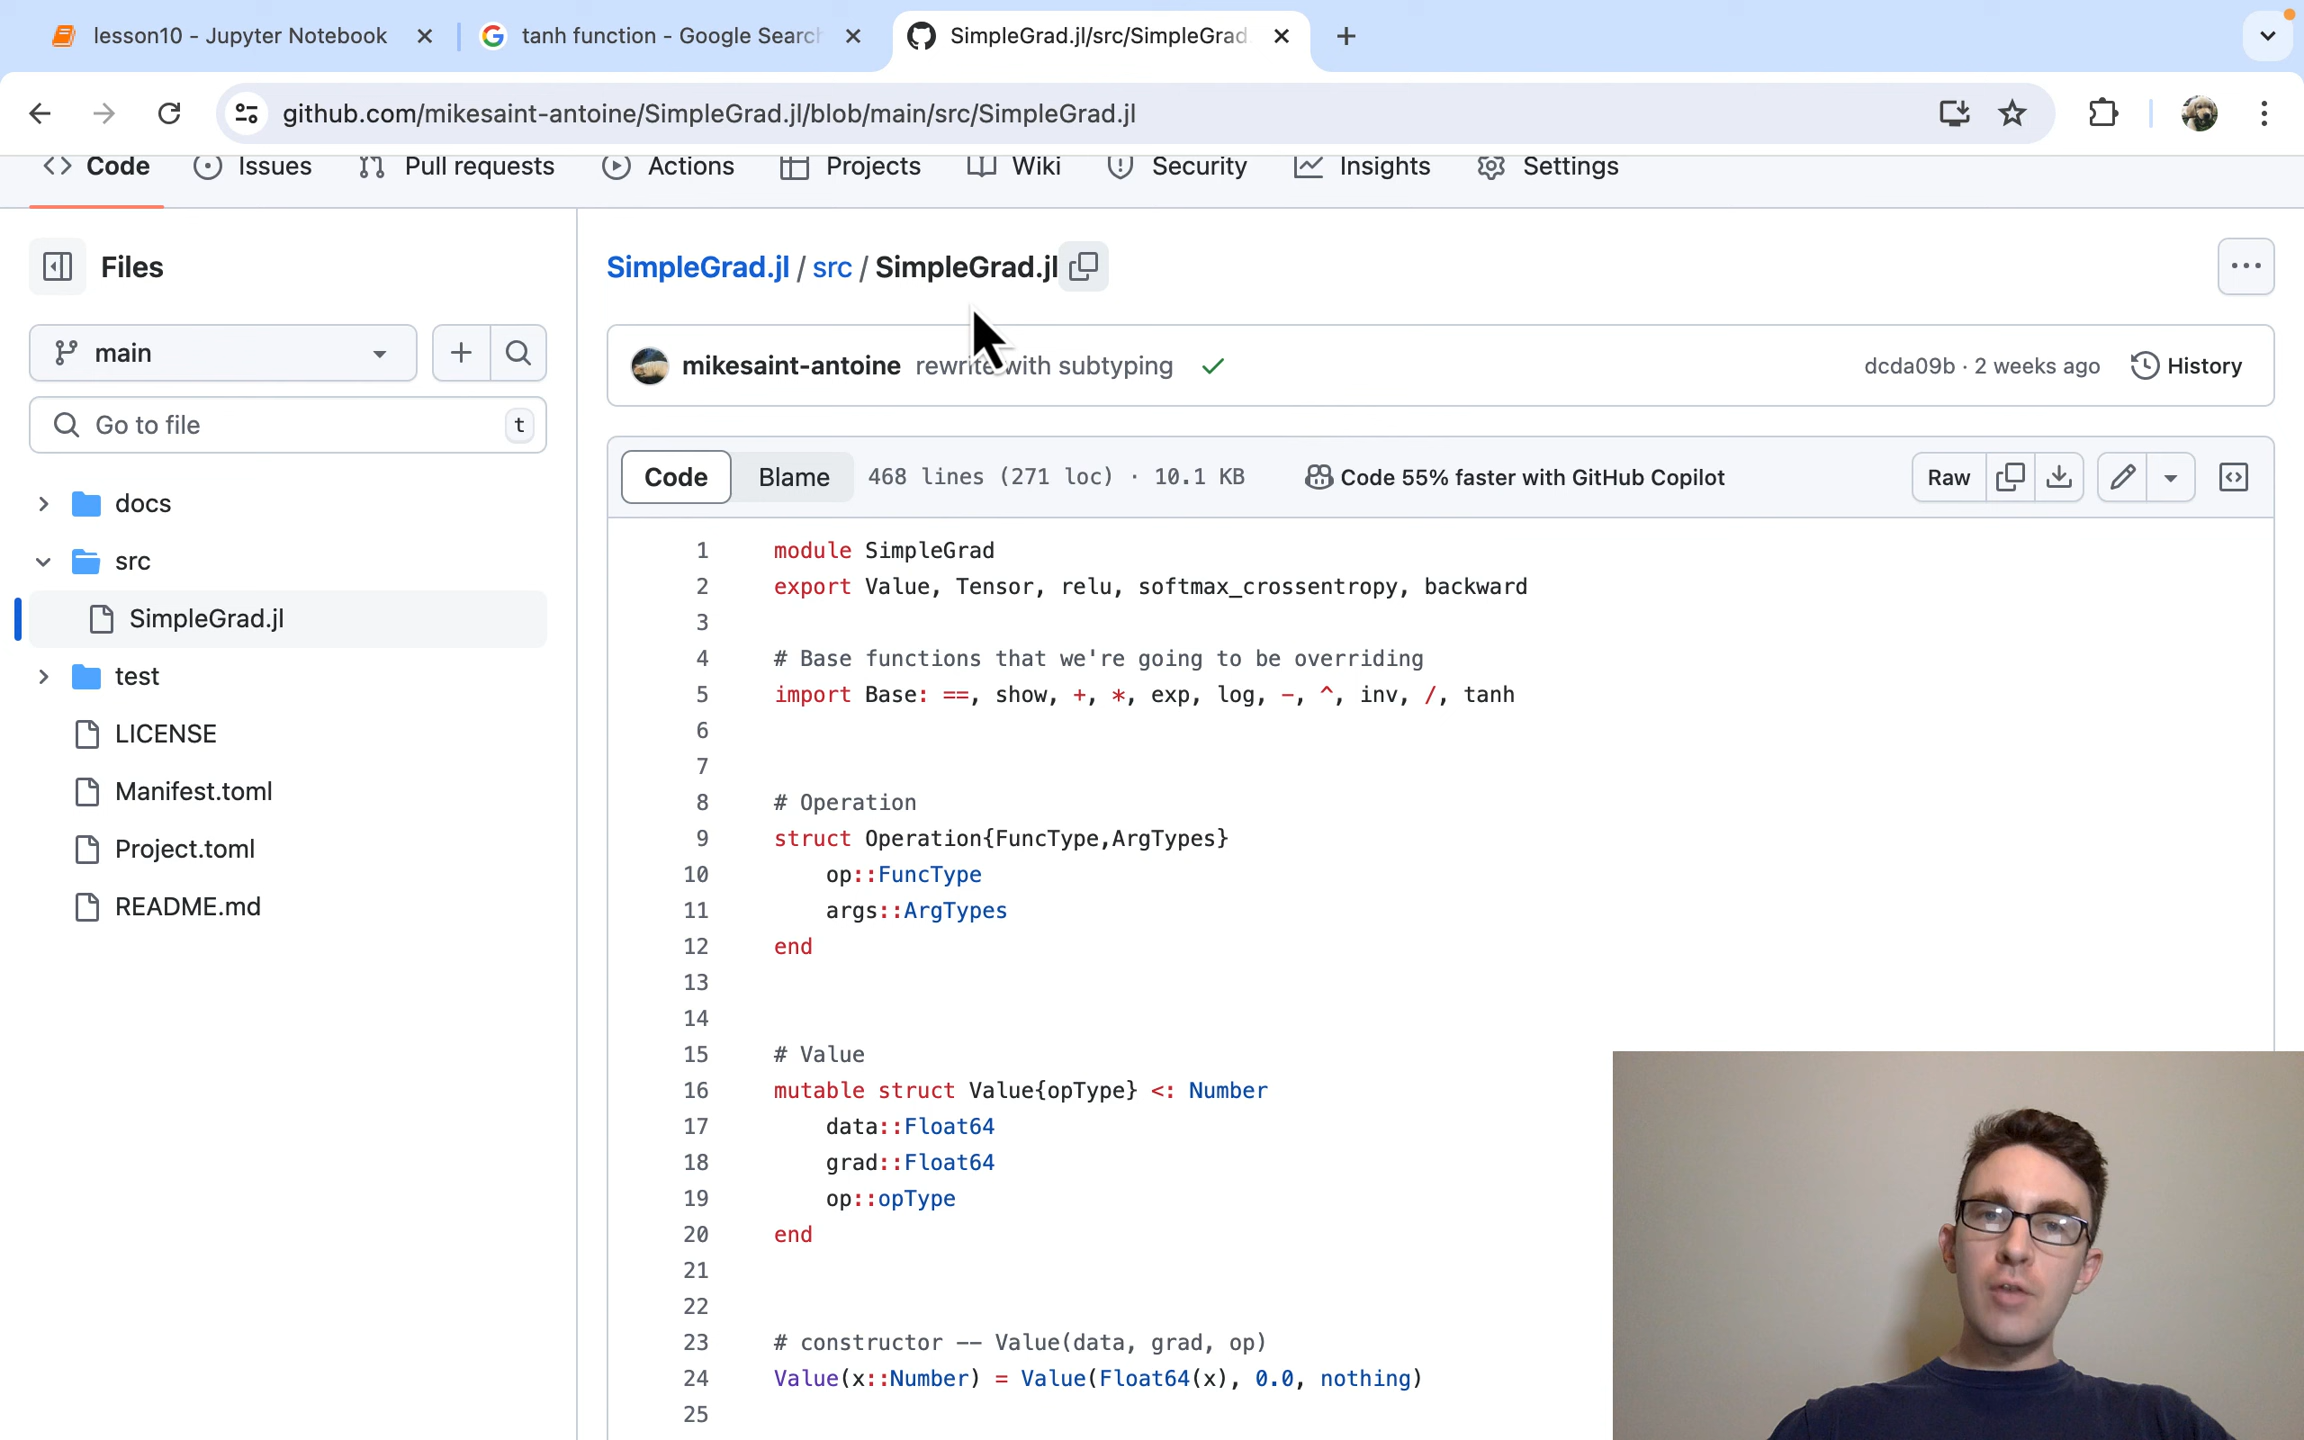 lesson10 - Jupyter Notebook
tanh function - Google Search
SimpleGrad.jl/src/SimpleGrad.
github.com/mikesaint-antoine/SimpleGrad.jl/blob/main/src/SimpleGrad.jl
Code Issues Pull requests Actions Projects Wiki Security Insights Settings
Files
main
Go to file t
docs
src
SimpleGrad.jl
test
LICENSE
Manifest.toml
Project.toml
README.md
SimpleGrad.jl / src / SimpleGrad.jl
mikesaint-antoine rewrite with subtyping dcda09b · 2 weeks ago History
Code Blame 468 lines (271 loc) · 10.1 KB Code 55% faster with GitHub Copilot Raw
1 module SimpleGrad
2 export Value, Tensor, relu, softmax_crossentropy, backward
3
4 # Base functions that we're going to be overriding
5 import Base: ==, show, +, *, exp, log, -, ^, inv, /, tanh
6
7
8 # Operation
9 struct Operation{FuncType,ArgTypes}
10 op::FuncType
11 args::ArgTypes
12 end
13
14
15 # Value
16 mutable struct Value{opType} <: Number
17 data::Float64
18 grad::Float64
19 op::opType
20 end
21
22
23 # constructor -- Value(data, grad, op)
24 Value(x::Number) = Value(Float64(x), 0.0, nothing)
25